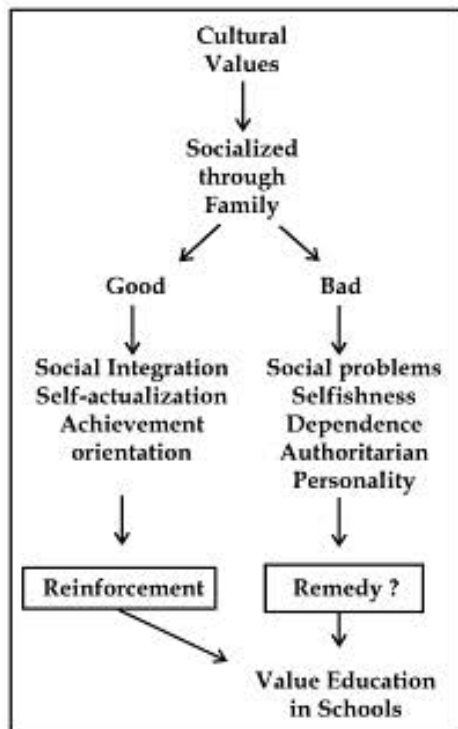 Cultural
Values
Socialized
through
Family
Good
Bad
Social Integration
Self-actualization
Achievement
orientation
Social problems
Selfishness
Dependence
Authoritarian
Personality
Reinforcement
Remedy ?
Value Education
in Schools